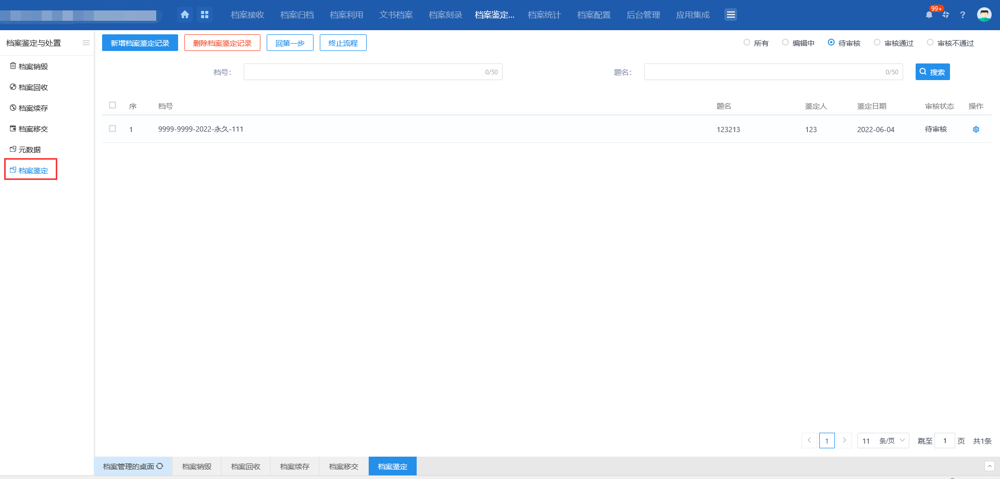 档案接收 档案归档 档案利用 文书档案 档案刻录 档案鉴定... 档案统计 档案配置 后台管理 应用集成 99+ ?
档案鉴定与处置
新增档案鉴定记录 删除档案鉴定记录 回第一步 终止流程 所有 编辑中 待审核 审核通过 审核不通过
档案销毁
档案回收
档案续存
档案移交
元数据
档案鉴定
档号: 0/50 题名: 0/50 搜索
序 档号 题名 鉴定人 鉴定日期 审核状态 操作
1 9999-9999-2022-永久-111 123213 123 2022-06-04 待审核
1 11 条/页 跳至 1 页 共1条
档案管理的桌面 档案销毁 档案回收 档案续存 档案移交 档案鉴定